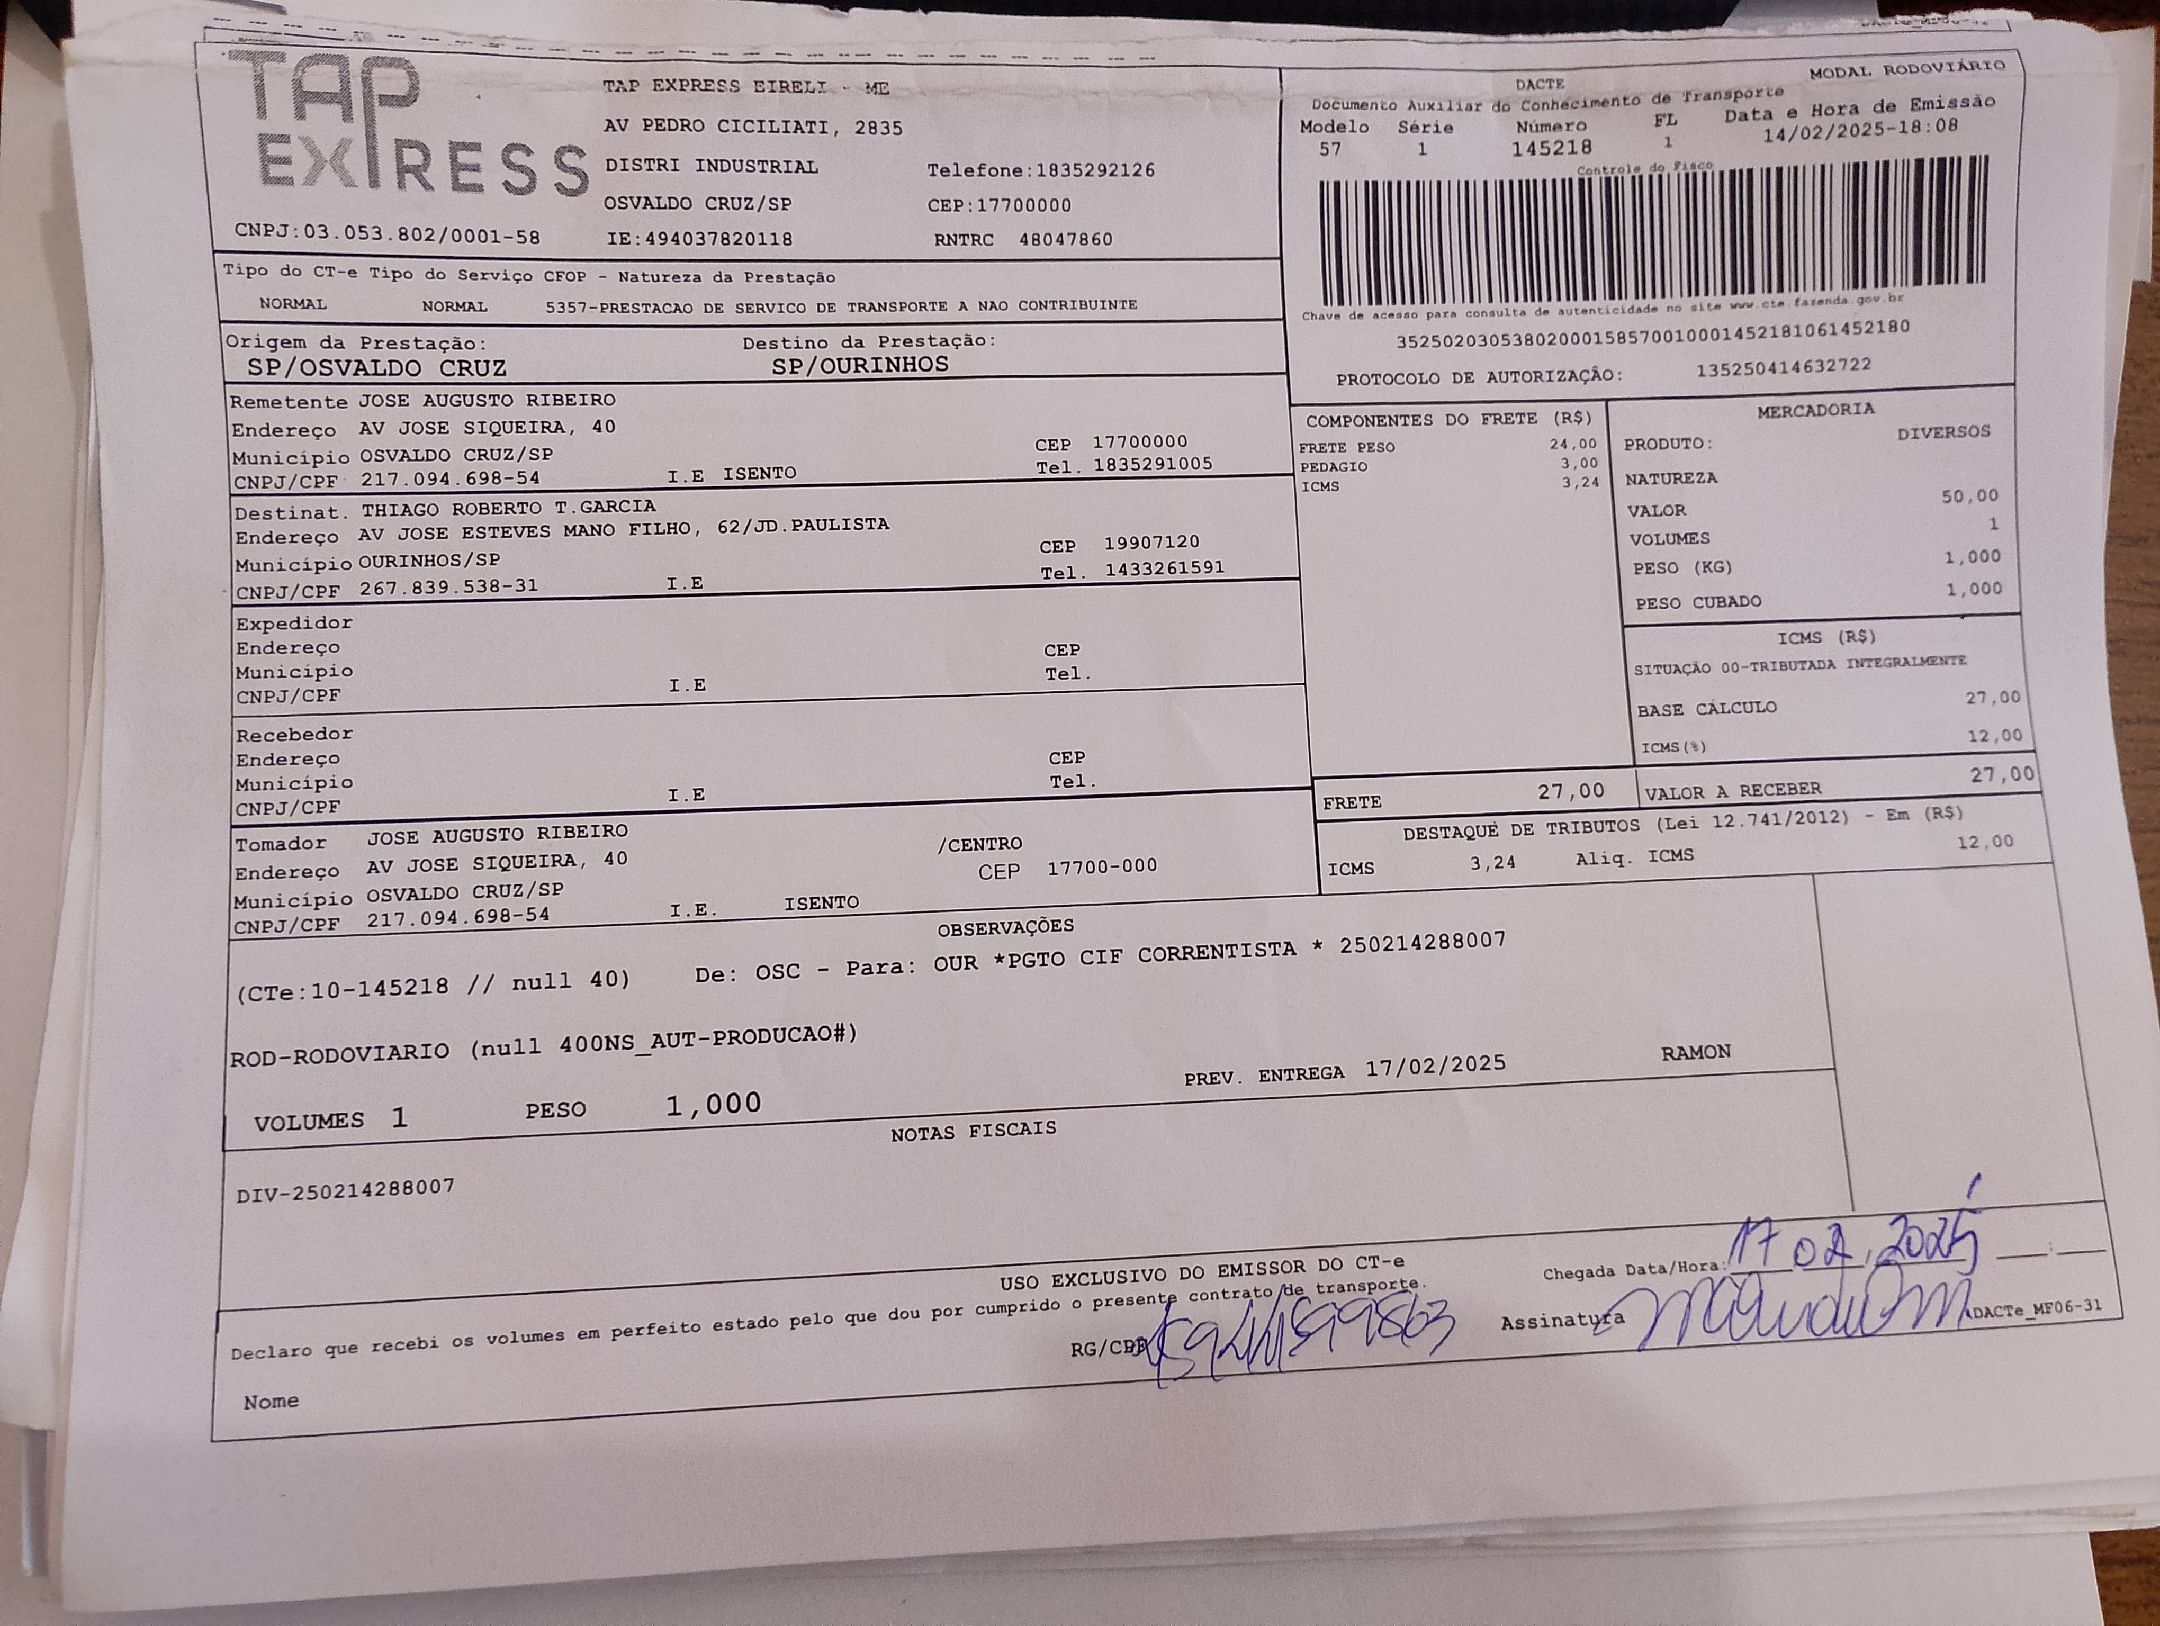 TAP
EXPRESS
TAP EXPRESS EIRELI - ME
AV PEDRO CICILIATI, 2835
DISTRI INDUSTRIAL Telefone:1835292126
OSVALDO CRUZ/SP CEP:17700000
CNPJ:03.053.802/0001-58 IE:494037820118 RNTRC 48047860
DACTE MODAL RODOVIÁRIO
Documento Auxiliar do Conhecimento de Transporte
Modelo Série Número FL Data e Hora de Emissão
57 1 145218 1 14/02/2025-18:08
Controle do Fisco
Chave de acesso para consulta de autenticidade no site www.cte.fazenda.gov.br
35250203053802000158570010001452181061452180
PROTOCOLO DE AUTORIZAÇÃO: 135250414632722
Tipo do CT-e Tipo do Serviço CFOP - Natureza da Prestação
NORMAL NORMAL 5357-PRESTACAO DE SERVICO DE TRANSPORTE A NAO CONTRIBUINTE
Origem da Prestação: Destino da Prestação:
SP/OSVALDO CRUZ SP/OURINHOS
Remetente JOSE AUGUSTO RIBEIRO
Endereço AV JOSE SIQUEIRA, 40
Município OSVALDO CRUZ/SP CEP 17700000
CNPJ/CPF 217.094.698-54 I.E ISENTO Tel. 1835291005
Destinat. THIAGO ROBERTO T.GARCIA
Endereço AV JOSE ESTEVES MANO FILHO, 62/JD.PAULISTA
Município OURINHOS/SP CEP 19907120
CNPJ/CPF 267.839.538-31 I.E Tel. 1433261591
Expedidor
Endereço
Município CEP
CNPJ/CPF I.E Tel.
Recebedor
Endereço
Município CEP
CNPJ/CPF I.E Tel.
Tomador JOSE AUGUSTO RIBEIRO
Endereço AV JOSE SIQUEIRA, 40 /CENTRO
Município OSVALDO CRUZ/SP CEP 17700-000
CNPJ/CPF 217.094.698-54 I.E. ISENTO
COMPONENTES DO FRETE (R$)
FRETE PESO 24,00
PEDAGIO 3,00
ICMS 3,24
MERCADORIA
PRODUTO: DIVERSOS
NATUREZA
VALOR 50,00
VOLUMES 1
PESO (KG) 1,000
PESO CUBADO 1,000
ICMS (R$)
SITUAÇÃO 00-TRIBUTADA INTEGRALMENTE
BASE CÁLCULO 27,00
ICMS(%) 12,00
FRETE 27,00 VALOR A RECEBER 27,00
DESTAQUE DE TRIBUTOS (Lei 12.741/2012) - Em (R$)
ICMS 3,24 Aliq. ICMS 12,00
OBSERVAÇÕES
(CTe:10-145218 // null 40) De: OSC - Para: OUR *PGTO CIF CORRENTISTA * 250214288007
ROD-RODOVIARIO (null 400NS_AUT-PRODUCAO#)
VOLUMES 1 PESO 1,000 PREV. ENTREGA 17/02/2025 RAMON
NOTAS FISCAIS
DIV-250214288007
USO EXCLUSIVO DO EMISSOR DO CT-e
Declaro que recebi os volumes em perfeito estado pelo que dou por cumprido o presente contrato de transporte.
Chegada Data/Hora: 17 02 2025
Nome RG/CPF Assinatura
DACTe_MF06-31